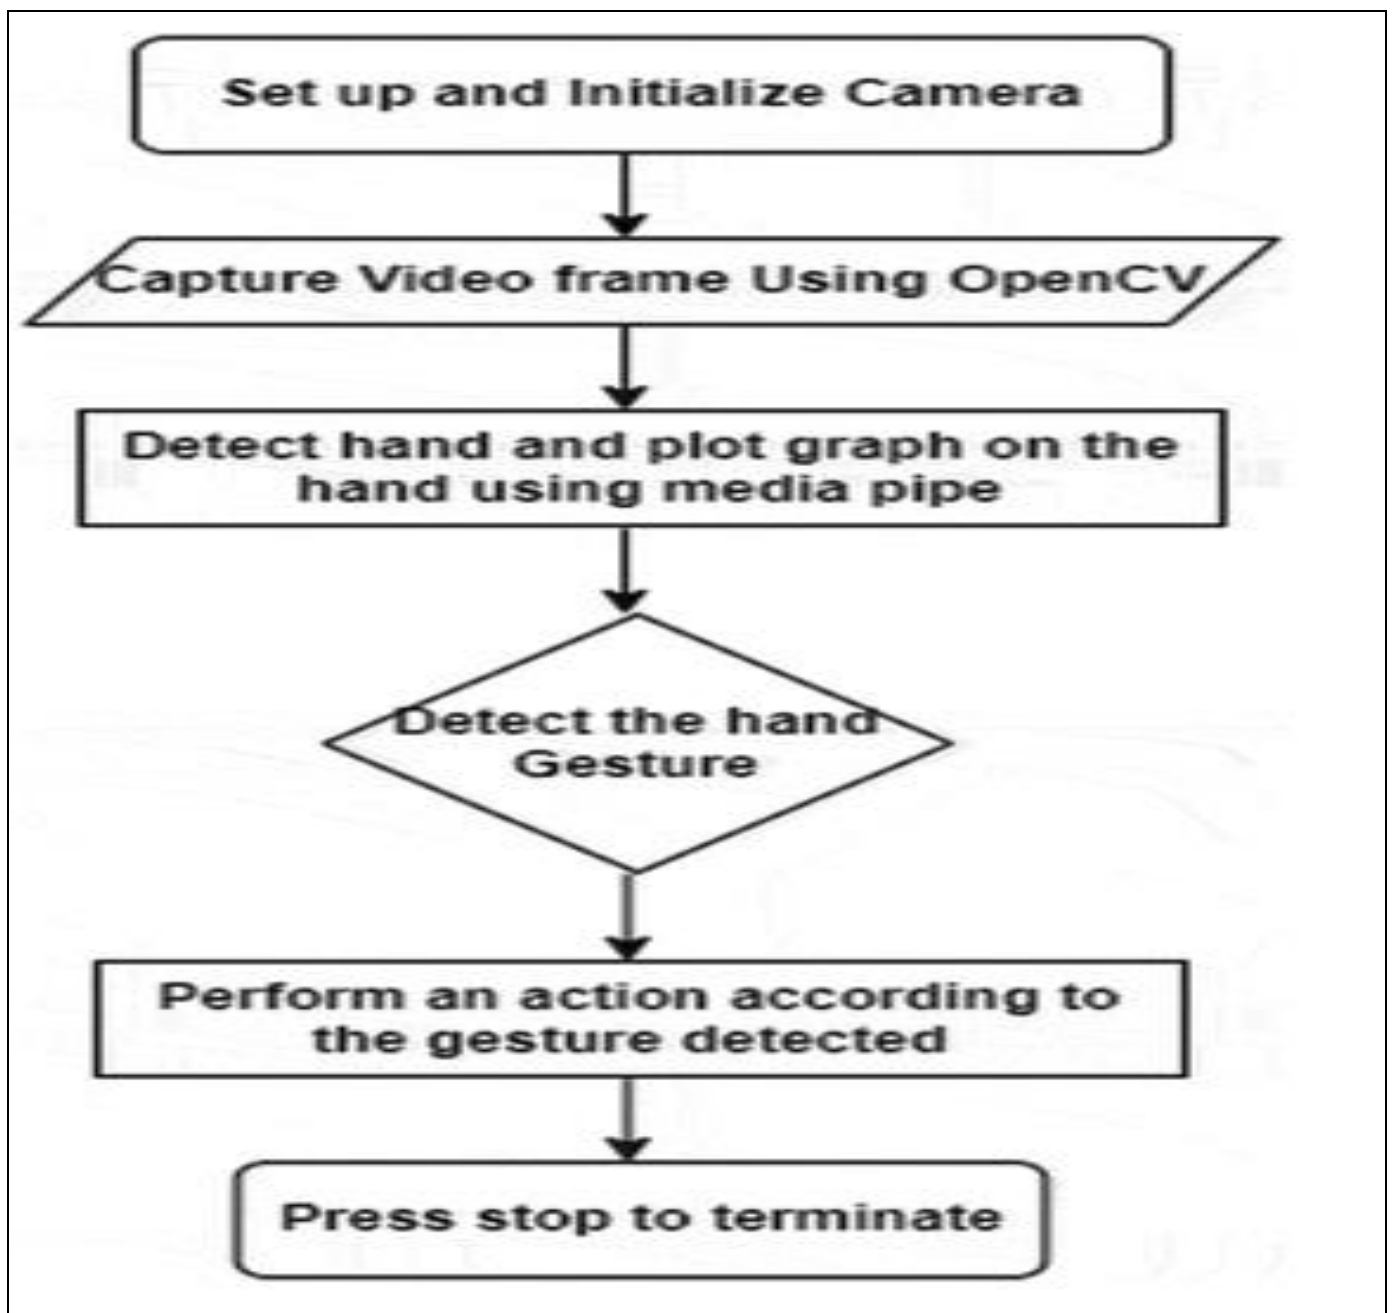 Set up and Initialize Camera
Capture Video frame Using OpenCV
Detect hand and plot graph on the
hand using media pipe
Detect the hand
Gesture
Perform an action according to
the gesture detected
Press stop to terminate